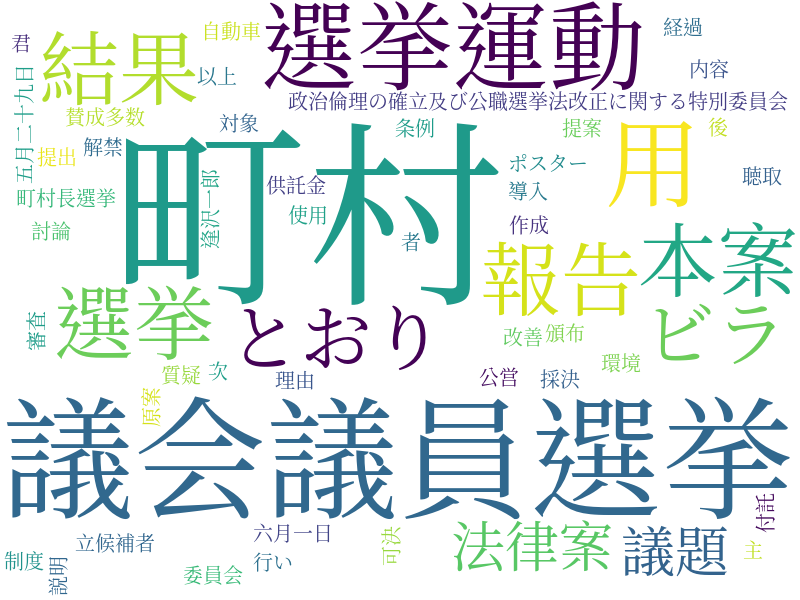 選挙運動
結果
自動車
経過
君
以上
内容
五月二十九日
政治倫理の確立及び公職選挙法改正に関する特別委員会
賛成多数
対象
条例
提案
後
用
提出
解禁
町村
ポスター
聴取
町村長選挙
逢沢一郎
供託金
導入
使用
討論
者
作成
本案
報告
選挙
とおり
ビラ
審査
改善
頒布
質疑
次
理由
公営
採決
環境
原案
議会議員選挙
付託
六月一日
立候補者
可決
法律案
議題
主
制度
説明
行い
委員会